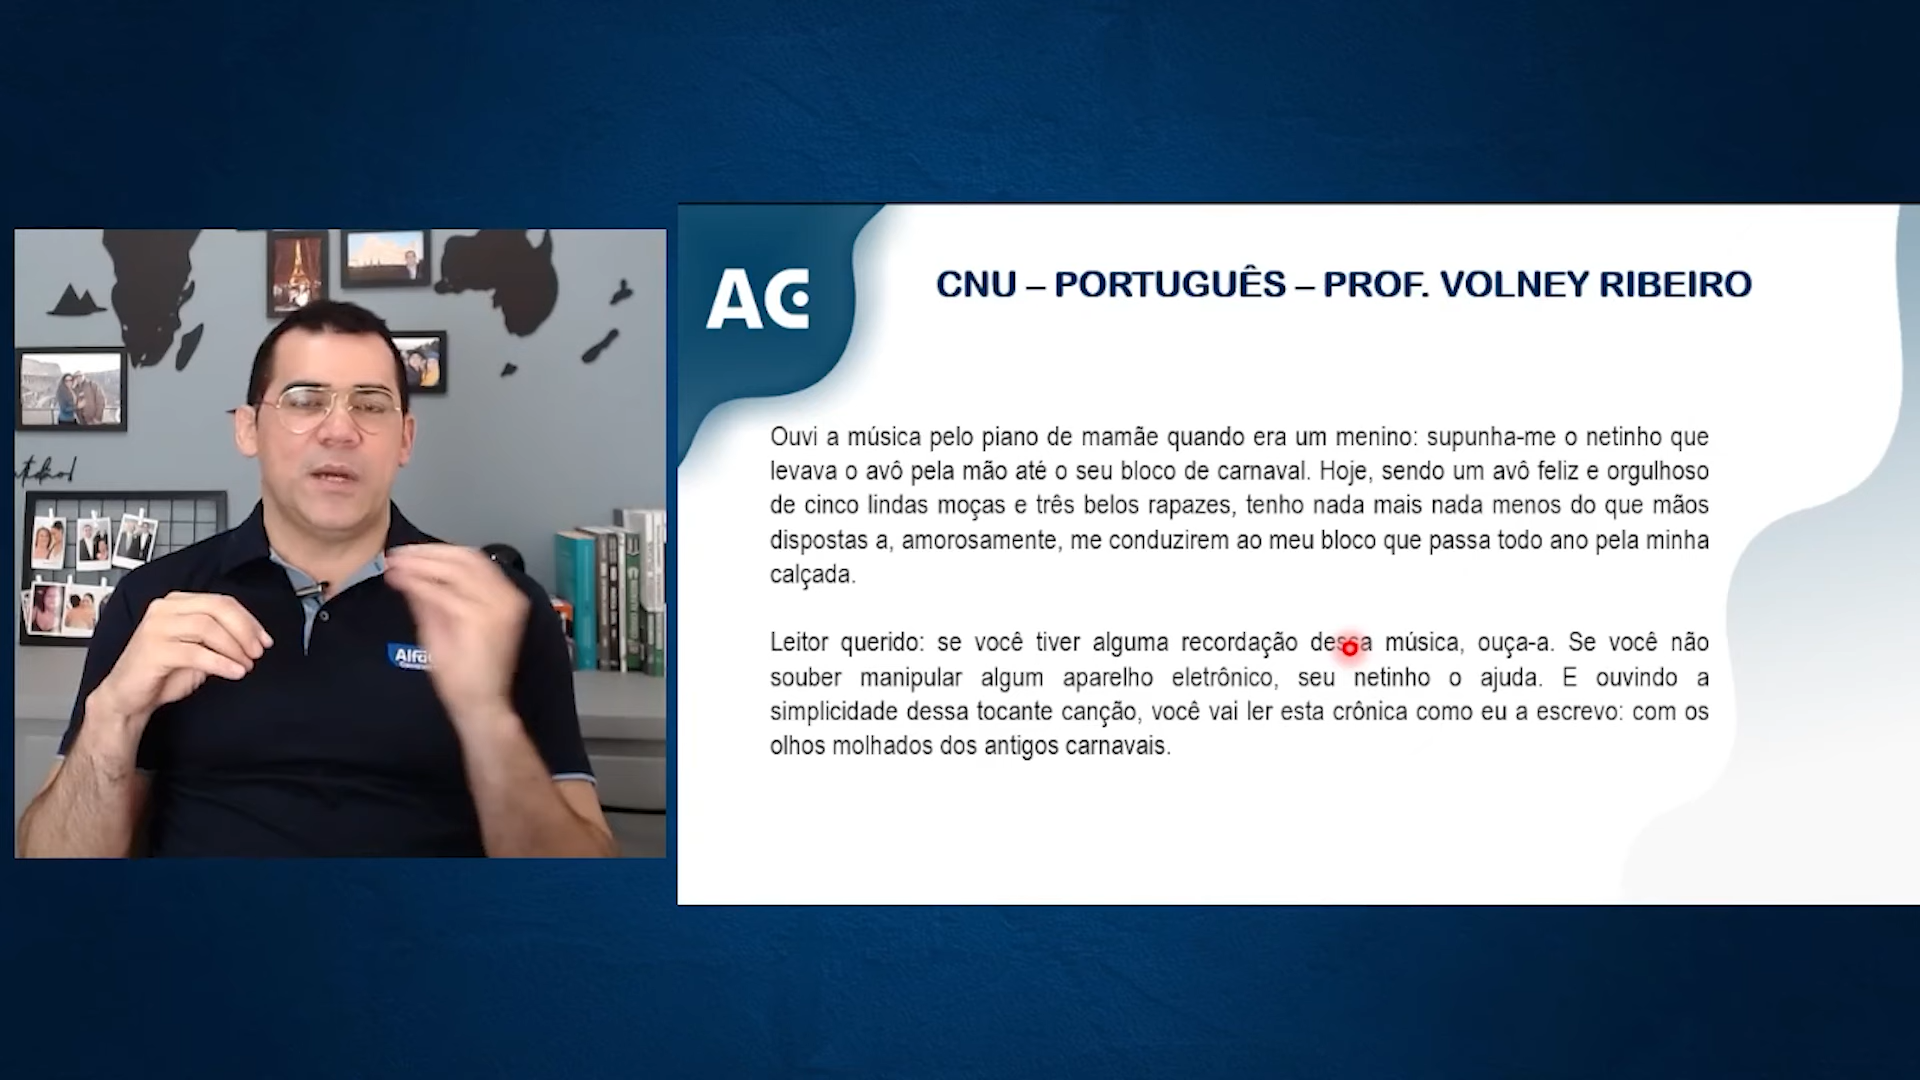 AC
CNU – PORTUGUÊS – PROF. VOLNEY RIBEIRO
Ouvi a música pelo piano de mamãe quando era um menino: supunha-me o netinho que
levava o avô pela mão até o seu bloco de carnaval. Hoje, sendo um avô feliz e orgulhoso
de cinco lindas moças e três belos rapazes, tenho nada mais nada menos do que mãos
dispostas a, amorosamente, me conduzirem ao meu bloco que passa todo ano pela minha
calçada.
Leitor querido: se você tiver alguma recordação dessa música, ouça-a. Se você não
souber manipular algum aparelho eletrônico, seu netinho o ajuda. E ouvindo a
simplicidade dessa tocante canção, você vai ler esta crônica como eu a escrevo: com os
olhos molhados dos antigos carnavais.